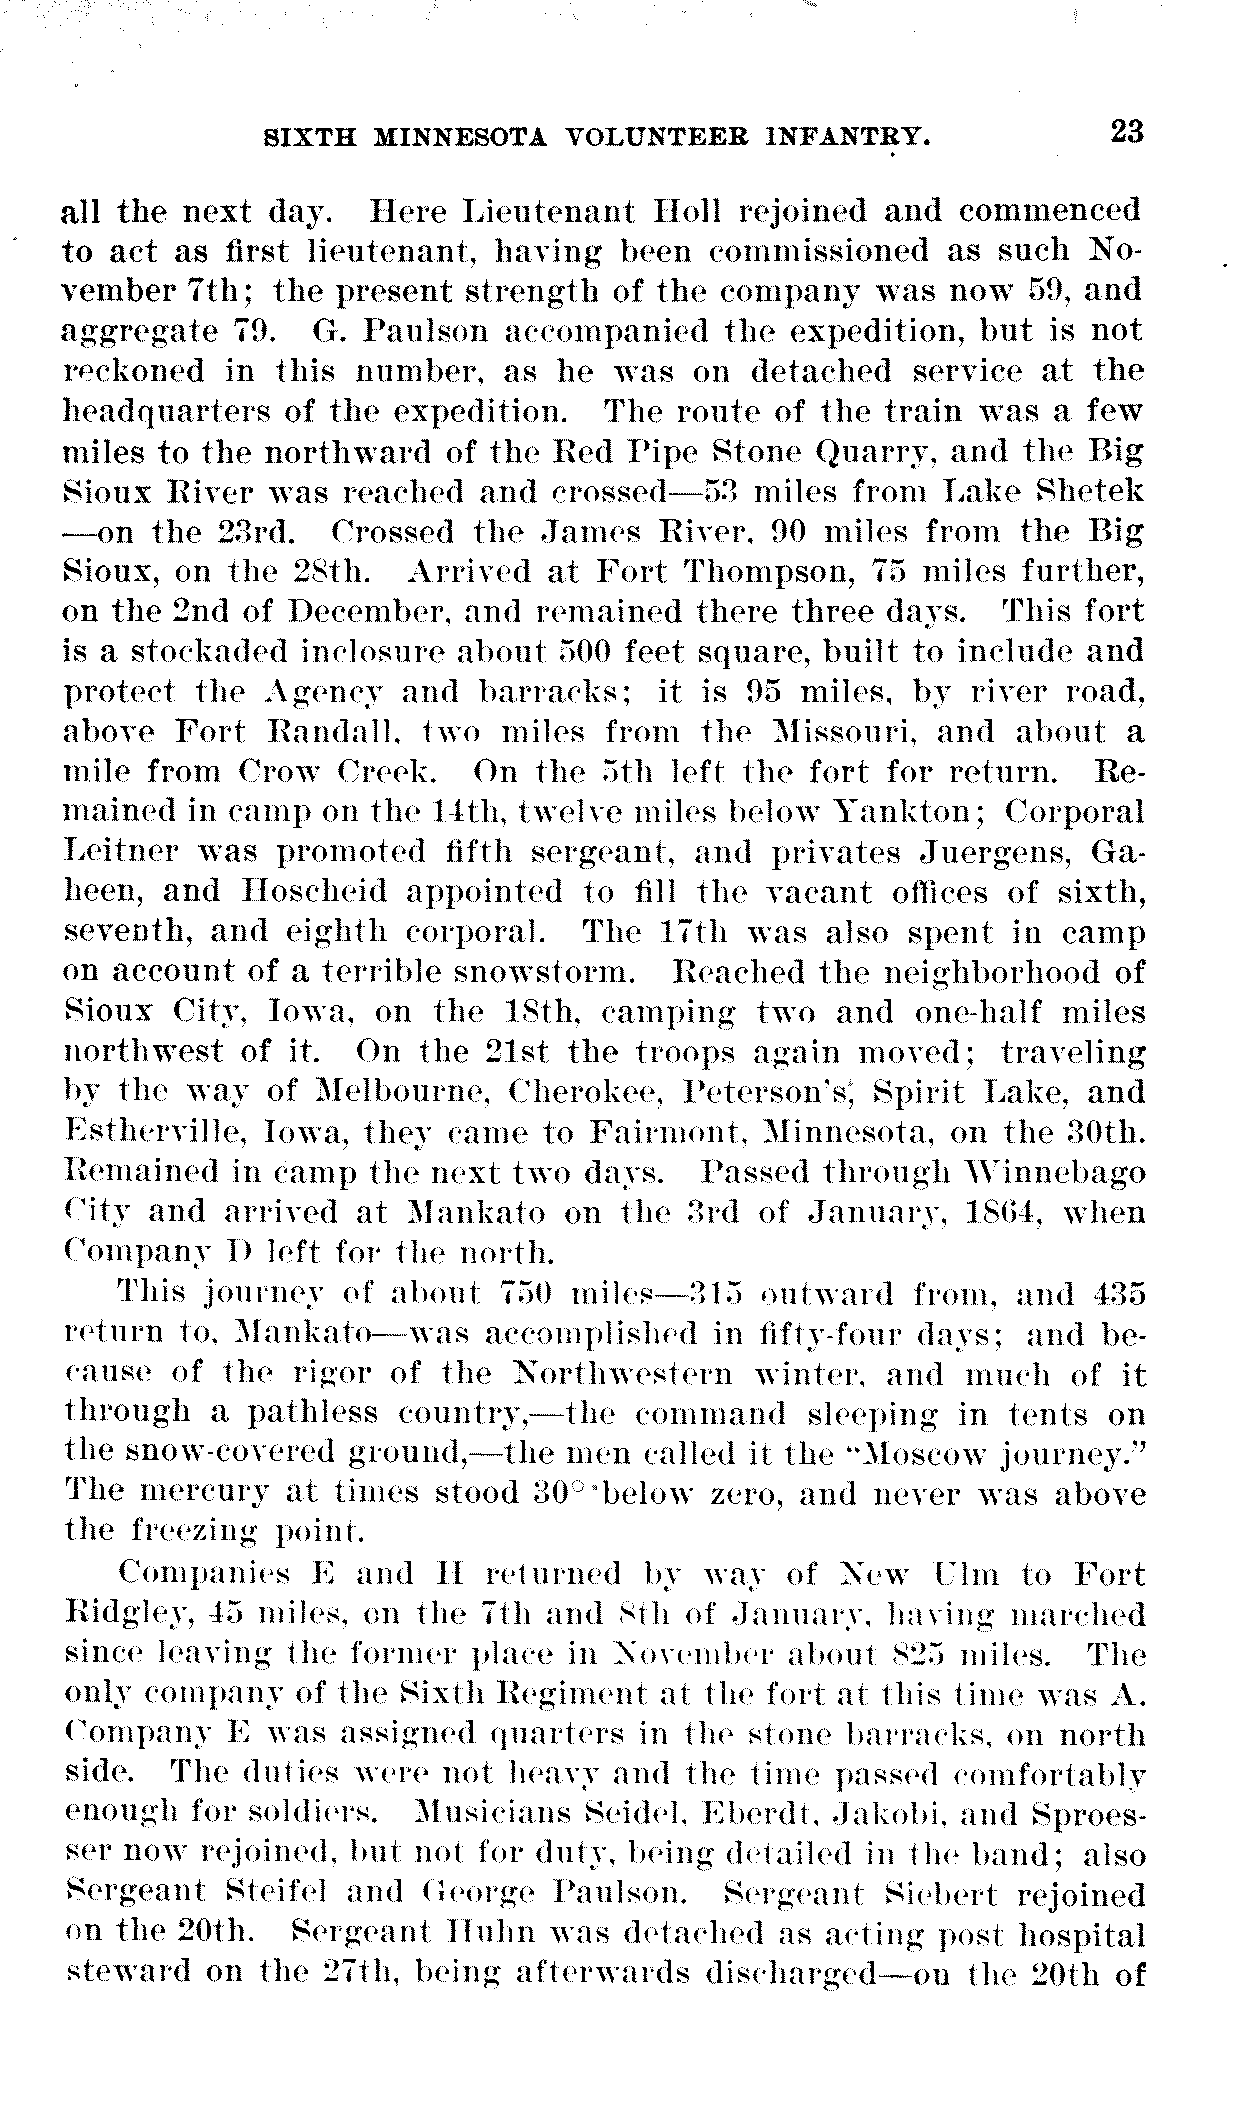 SIXTH MINNESOTA VOLUNTEER INFANTRY. 23
all the next day. Here Lieutenant Holl rejoined and commenced
to act as first lieutenant, having been commissioned as such No-
vember 7th; the present strength of the company was now 59, and
aggregate 79. G. Paulson accompanied the expedition, but is not
reckoned in this number, as he was on detached service at the
headquarters of the expedition. The route of the train was a few
miles to the northward of the Red Pipe Stone Quarry, and the Big
Sioux River was reached and crossed—53 miles from Lake Shetek
—on the 23rd. Crossed the James River, 90 miles from the Big
Sioux, on the 28th. Arrived at Fort Thompson, 75 miles further,
on the 2nd of December, and remained there three days. This fort
is a stockaded inclosure about 500 feet square, built to include and
protect the Agency and barracks; it is 95 miles, by river road,
above Fort Randall, two miles from the Missouri, and about a
mile from Crow Creek. On the 5th left the fort for return. Re-
mained in camp on the 14th, twelve miles below Yankton; Corporal
Leitner was promoted fifth sergeant, and privates Juergens, Ga-
heen, and Hoscheid appointed to fill the vacant offices of sixth,
seventh, and eighth corporal. The 17th was also spent in camp
on account of a terrible snowstorm. Reached the neighborhood of
Sioux City, Iowa, on the 18th, camping two and one-half miles
northwest of it. On the 21st the troops again moved; traveling
by the way of Melbourne, Cherokee, Peterson's, Spirit Lake, and
Estherville, Iowa, they came to Fairmont, Minnesota, on the 30th.
Remained in camp the next two days. Passed through Winnebago
City and arrived at Mankato on the 3rd of January, 1864, when
Company D left for the north.
This journey of about 750 miles—315 outward from, and 435
return to, Mankato—was accomplished in fifty-four days; and be-
cause of the rigor of the Northwestern winter, and much of it
through a pathless country,—the command sleeping in tents on
the snow-covered ground,—the men called it the "Moscow journey."
The mercury at times stood 30° below zero, and never was above
the freezing point.
Companies E and H returned by way of New Ulm to Fort
Ridgley, 45 miles, on the 7th and 8th of January, having marched
since leaving the former place in November about 825 miles. The
only company of the Sixth Regiment at the fort at this time was A.
Company E was assigned quarters in the stone barracks, on north
side. The duties were not heavy and the time passed comfortably
enough for soldiers. Musicians Seidel, Eberdt, Jakobi, and Sproes-
ser now rejoined, but not for duty, being detailed in the band; also
Sergeant Steifel and George Paulson. Sergeant Siebert rejoined
on the 20th. Sergeant Huhn was detached as acting post hospital
steward on the 27th, being afterwards discharged—on the 20th of